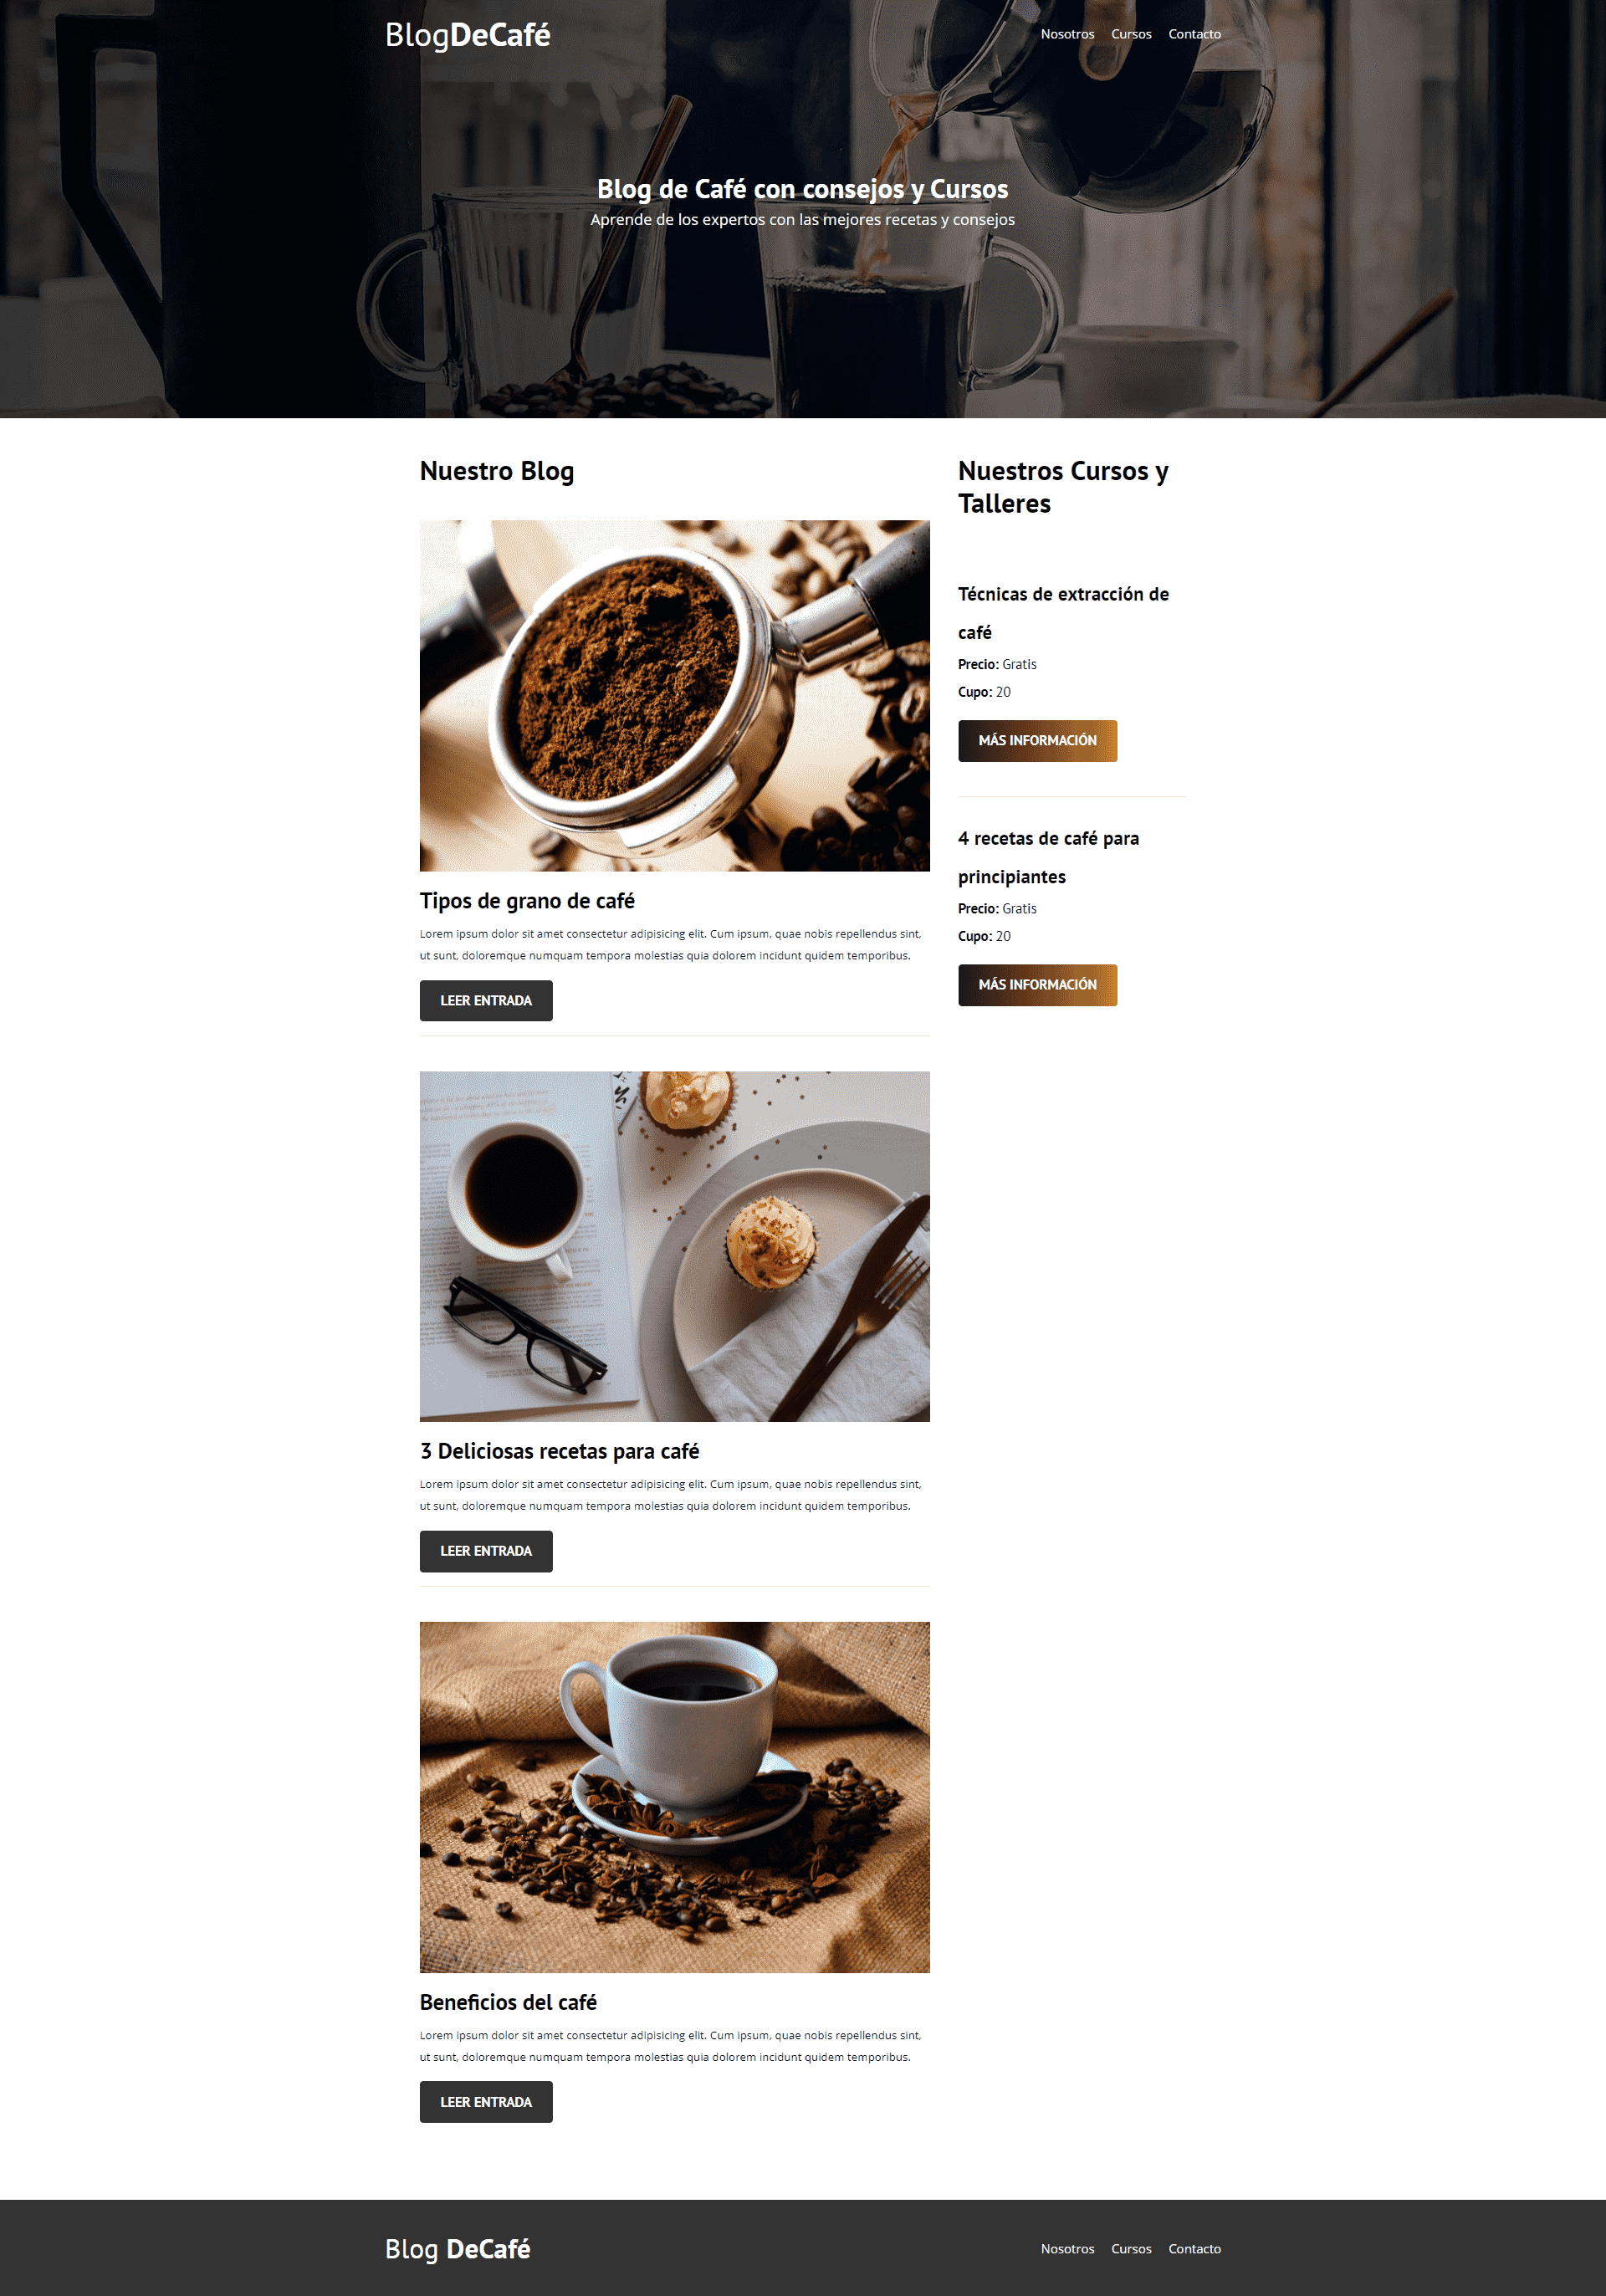 BlogDeCafé
Nosotros Cursos Contacto
Blog de Café con consejos y Cursos
Aprende de los expertos con las mejores recetas y consejos
Nuestro Blog
Tipos de grano de café
Lorem ipsum dolor sit amet consectetur adipisicing elit. Cum ipsum, quae nobis repellendus sint,
ut sunt, doloremque numquam tempora molestias quia dolorem incidunt quidem temporibus.
LEER ENTRADA
3 Deliciosas recetas para café
Lorem ipsum dolor sit amet consectetur adipisicing elit. Cum ipsum, quae nobis repellendus sint,
ut sunt, doloremque numquam tempora molestias quia dolorem incidunt quidem temporibus.
LEER ENTRADA
Beneficios del café
Lorem ipsum dolor sit amet consectetur adipisicing elit. Cum ipsum, quae nobis repellendus sint,
ut sunt, doloremque numquam tempora molestias quia dolorem incidunt quidem temporibus.
LEER ENTRADA
Nuestros Cursos y
Talleres
Técnicas de extracción de
café
Precio: Gratis
Cupo: 20
MÁS INFORMACIÓN
4 recetas de café para
principiantes
Precio: Gratis
Cupo: 20
MÁS INFORMACIÓN
Blog DeCafé
Nosotros Cursos Contacto